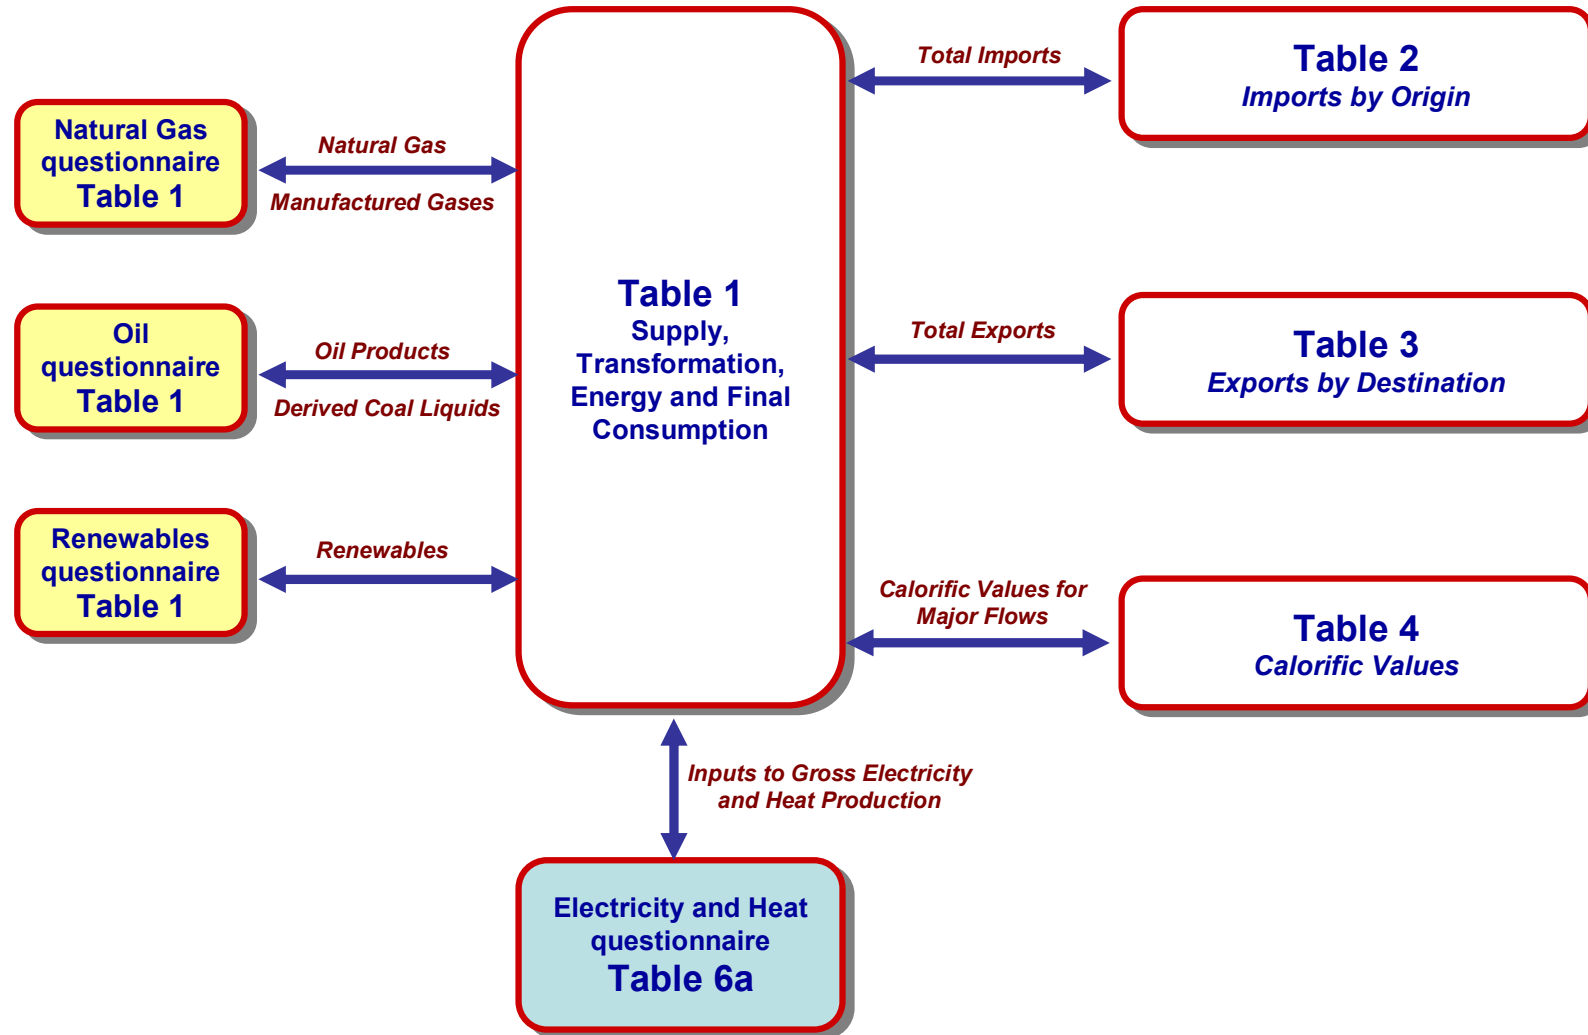 Natural Gas
questionnaire
Table 1
Natural Gas
Manufactured Gases
Oil
questionnaire
Table 1
Oil Products
Derived Coal Liquids
Renewables
questionnaire
Table 1
Renewables
Table 1
Supply,
Transformation,
Energy and Final
Consumption
Total Imports
Table 2
Imports by Origin
Total Exports
Table 3
Exports by Destination
Calorific Values for
Major Flows
Table 4
Calorific Values
Inputs to Gross Electricity
and Heat Production
Electricity and Heat
questionnaire
Table 6a